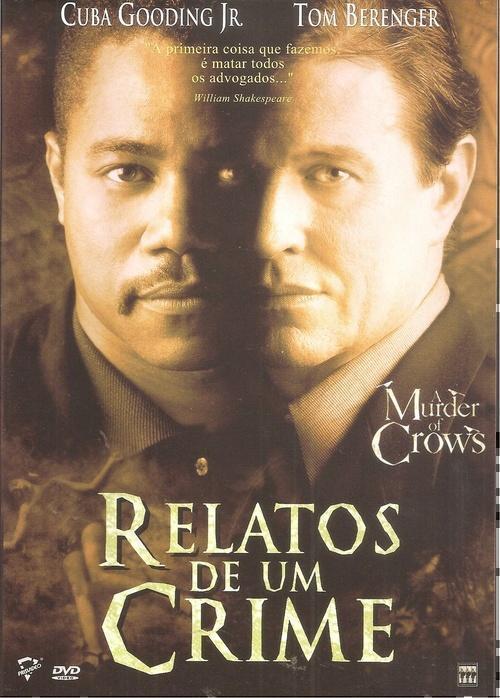 CUBA GOODING JR. TOM BERENGER
"A primeira coisa que fazemos,
é matar todos
os advogados..."
William Shakespeare
A
MURDER
OF
CROWS
RELATOS
DE UM
CRIME
DVD
VIDEO